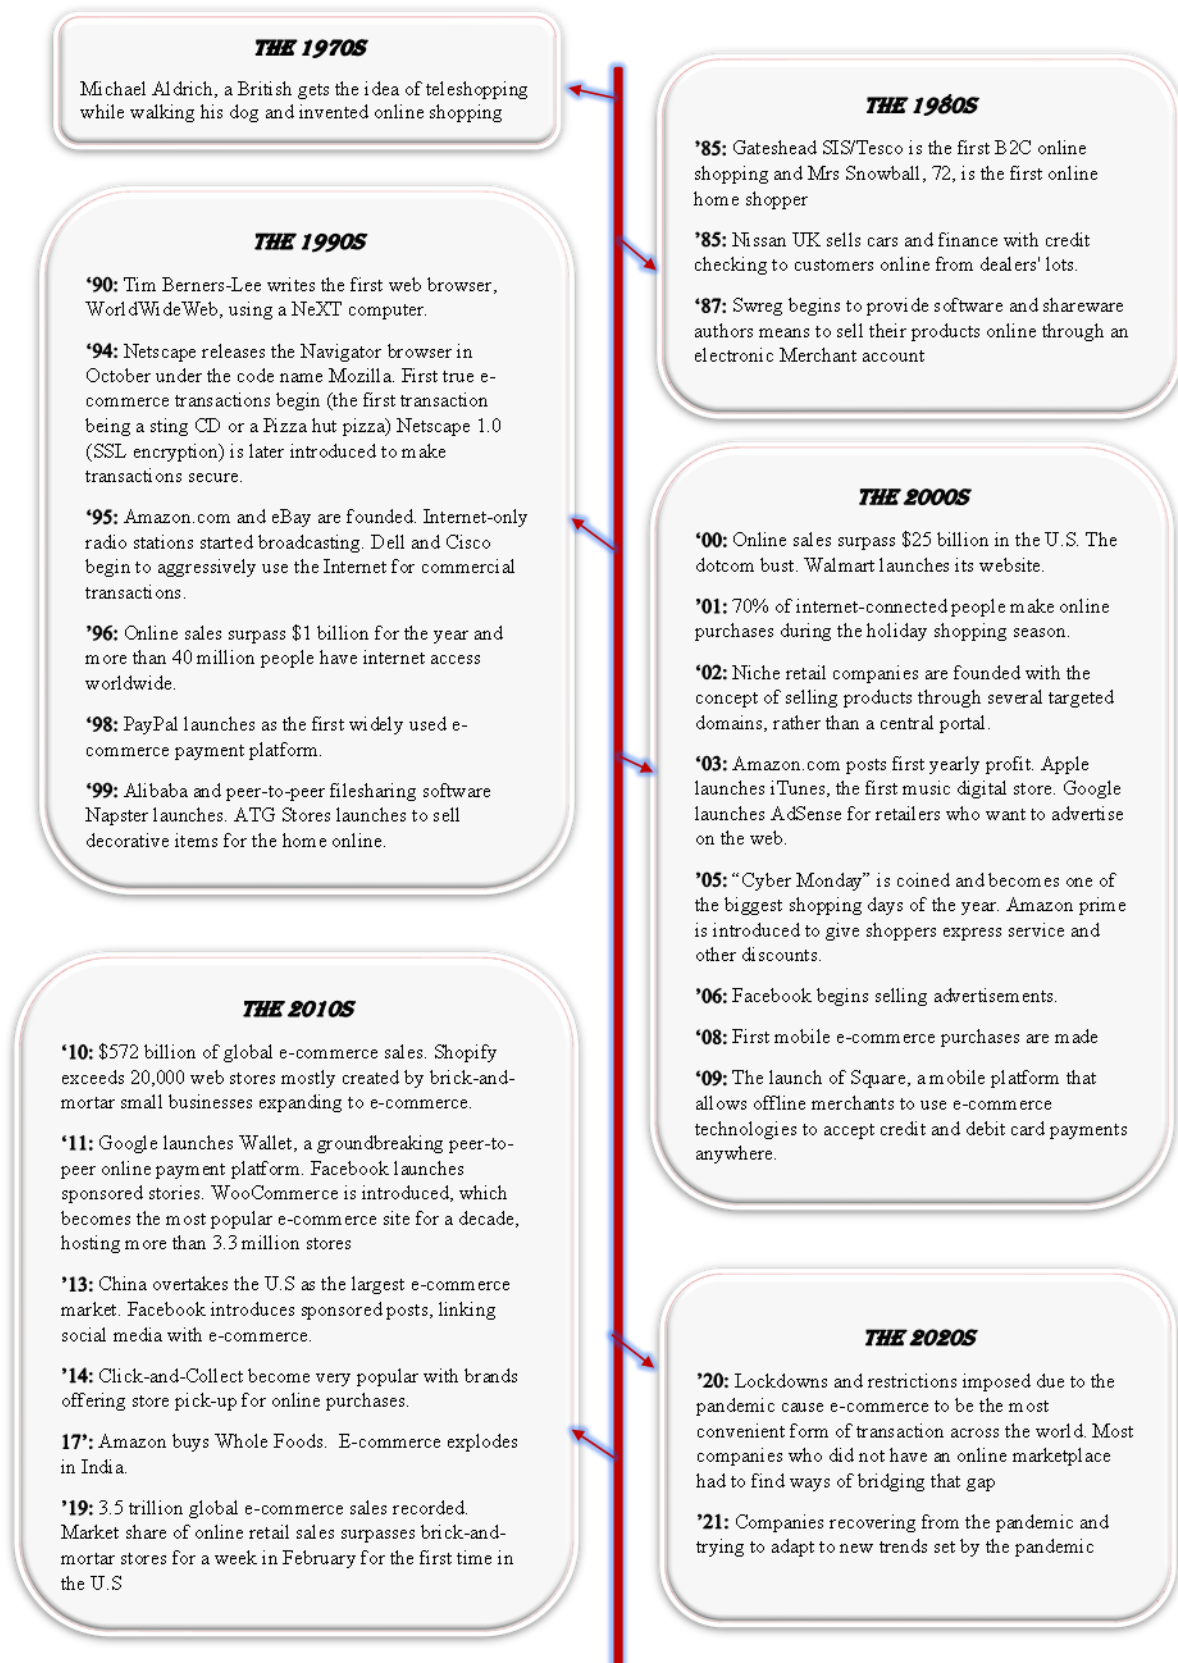 THE 1970S
Michael Aldrich, a British gets the idea of teleshopping
while walking his dog and invented online shopping
THE 1980S
’85: Gateshead SIS/Tesco is the first B2C online
shopping and Mrs Snowball, 72, is the first online
home shopper
’85: Nissan UK sells cars and finance with credit
checking to customers online from dealers' lots.
‘87: Swreg begins to provide software and shareware
authors means to sell their products online through an
electronic Merchant account
THE 1990S
‘90: Tim Berners-Lee writes the first web browser,
WorldWideWeb, using a NeXT computer.
‘94: Netscape releases the Navigator browser in
October under the code name Mozilla. First true e-
commerce transactions begin (the first transaction
being a sting CD or a Pizza hut pizza) Netscape 1.0
(SSL encryption) is later introduced to make
transactions secure.
‘95: Amazon.com and eBay are founded. Internet-only
radio stations started broadcasting. Dell and Cisco
begin to aggressively use the Internet for commercial
transactions.
’96: Online sales surpass $1 billion for the year and
more than 40 million people have internet access
worldwide.
‘98: PayPal launches as the first widely used e-
commerce payment platform.
‘99: Alibaba and peer-to-peer filesharing software
Napster launches. ATG Stores launches to sell
decorative items for the home online.
THE 2000S
‘00: Online sales surpass $25 billion in the U.S. The
dotcom bust. Walmart launches its website.
’01: 70% of internet-connected people make online
purchases during the holiday shopping season.
‘02: Niche retail companies are founded with the
concept of selling products through several targeted
domains, rather than a central portal.
’03: Amazon.com posts first yearly profit. Apple
launches iTunes, the first music digital store. Google
launches AdSense for retailers who want to advertise
on the web.
’05: “Cyber Monday” is coined and becomes one of
the biggest shopping days of the year. Amazon prime
is introduced to give shoppers express service and
other discounts.
’06: Facebook begins selling advertisements.
‘08: First mobile e-commerce purchases are made
‘09: The launch of Square, a mobile platform that
allows offline merchants to use e-commerce
technologies to accept credit and debit card payments
anywhere.
THE 2010S
‘10: $572 billion of global e-commerce sales. Shopify
exceeds 20,000 web stores mostly created by brick-and-
mortar small businesses expanding to e-commerce.
‘11: Google launches Wallet, a groundbreaking peer-to-
peer online payment platform. Facebook launches
sponsored stories. WooCommerce is introduced, which
becomes the most popular e-commerce site for a decade,
hosting more than 3.3 million stores
’13: China overtakes the U.S as the largest e-commerce
market. Facebook introduces sponsored posts, linking
social media with e-commerce.
’14: Click-and-Collect become very popular with brands
offering store pick-up for online purchases.
17’: Amazon buys Whole Foods. E-commerce explodes
in India.
’19: 3.5 trillion global e-commerce sales recorded.
Market share of online retail sales surpasses brick-and-
mortar stores for a week in February for the first time in
the U.S
THE 2020S
’20: Lockdowns and restrictions imposed due to the
pandemic cause e-commerce to be the most
convenient form of transaction across the world. Most
companies who did not have an online marketplace
had to find ways of bridging that gap
’21: Companies recovering from the pandemic and
trying to adapt to new trends set by the pandemic